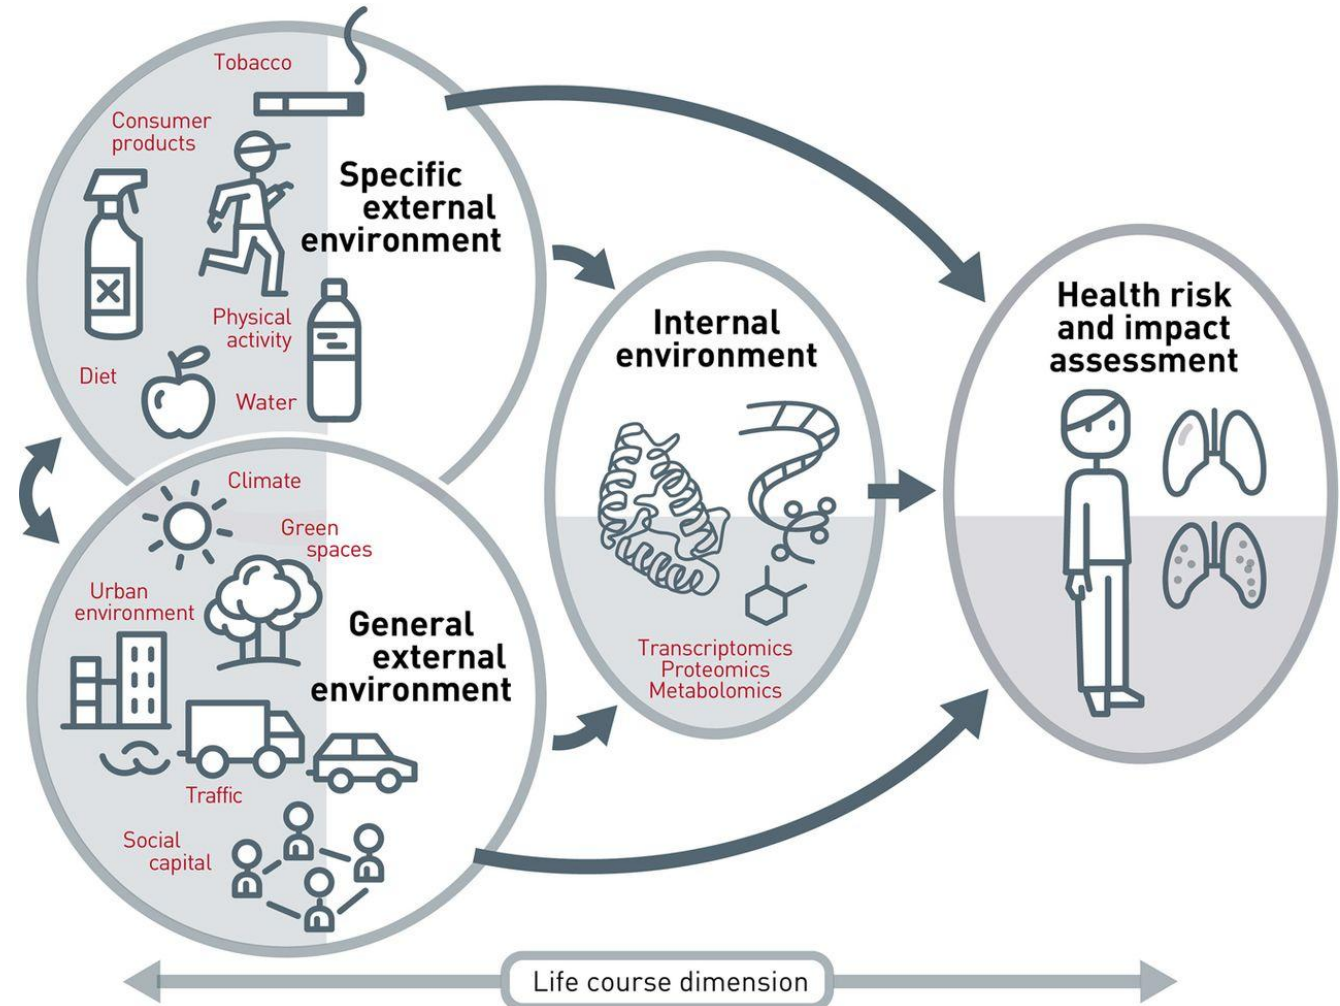 Tobacco
Consumer
products
Specific
external
environment
Physical
activity
Diet
Water
Climate
Green
spaces
Urban
environment
General
external
environment
Traffic
Social
capital
Internal
environment
Transcriptomics
Proteomics
Metabolomics
Health risk
and impact
assessment
Life course dimension